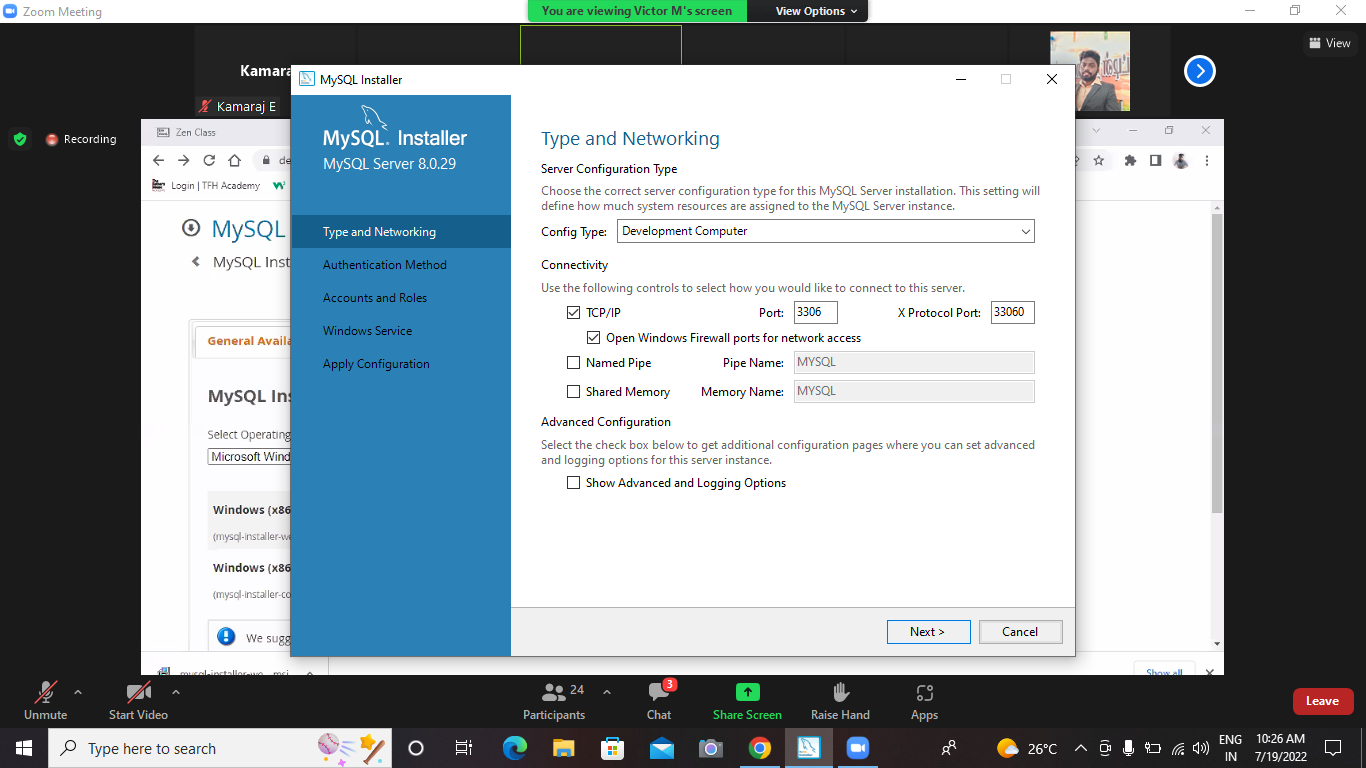 Zoom Meeting
You are viewing Victor M's screen
View Options
Kamara
Kamaraj E
View
Recording
Zen Class
de
Login | TFH Academy
MySQL
MySQL Inst
General Availa
MySQL Ins
Select Operating
Microsoft Wind
Windows (x86
(mysql-installer-we
Windows (x86
(mysql-installer-co
We sugg
MySQL Installer
MySQL Installer
MySQL Server 8.0.29
Type and Networking
Authentication Method
Accounts and Roles
Windows Service
Apply Configuration
Type and Networking
Server Configuration Type
Choose the correct server configuration type for this MySQL Server installation. This setting will
define how much system resources are assigned to the MySQL Server instance.
Config Type: Development Computer
Connectivity
Use the following controls to select how you would like to connect to this server.
TCP/IP Port: 3306 X Protocol Port: 33060
Open Windows Firewall ports for network access
Named Pipe Pipe Name: MYSQL
Shared Memory Memory Name: MYSQL
Advanced Configuration
Select the check box below to get additional configuration pages where you can set advanced
and logging options for this server instance.
Show Advanced and Logging Options
Next > Cancel
mysql-installer-we....msi
Show all
Unmute
Start Video
24
Participants
3
Chat
Share Screen
Raise Hand
Apps
Leave
Type here to search
26°C
ENG
IN
10:26 AM
7/19/2022